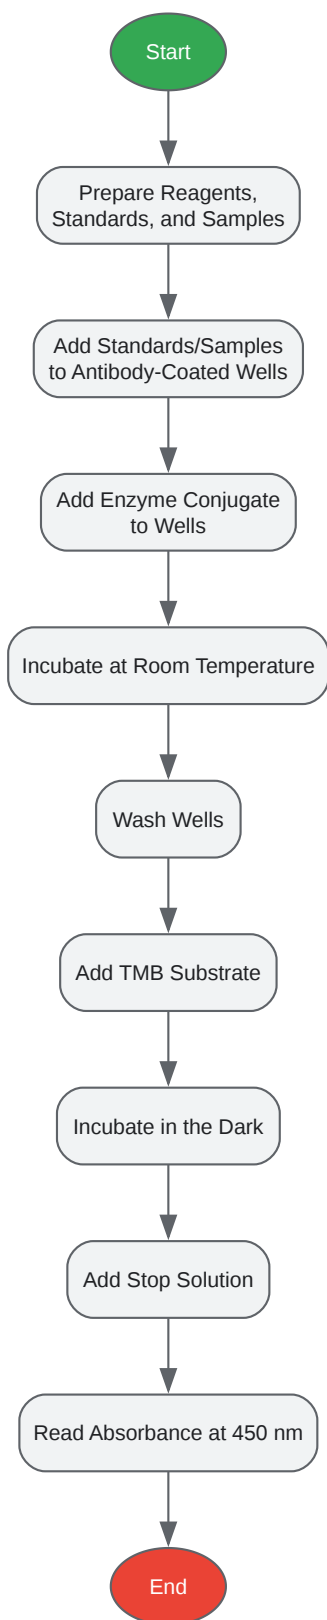 Start
Prepare Reagents,
Standards, and Samples
Add Standards/Samples
to Antibody-Coated Wells
Add Enzyme Conjugate
to Wells
Incubate at Room Temperature
Wash Wells
Add TMB Substrate
Incubate in the Dark
Add Stop Solution
Read Absorbance at 450 nm
End